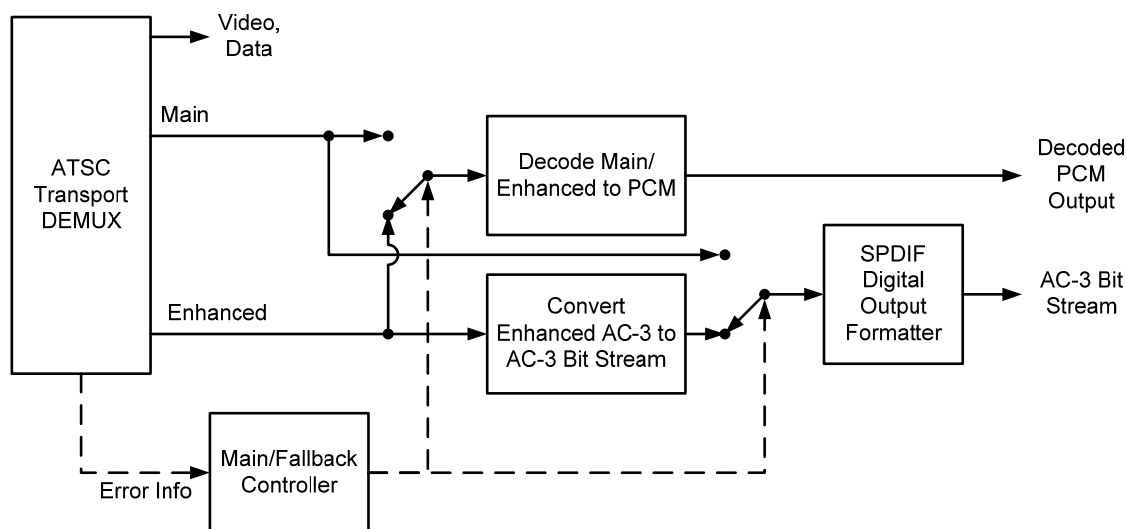 Video,
Data
Main
ATSC
Transport
DEMUX
Decode Main/
Enhanced to PCM
Decoded
PCM
Output
Enhanced
Convert
Enhanced AC-3 to
AC-3 Bit Stream
SPDIF
Digital
Output
Formatter
AC-3 Bit
Stream
Error Info
Main/Fallback
Controller